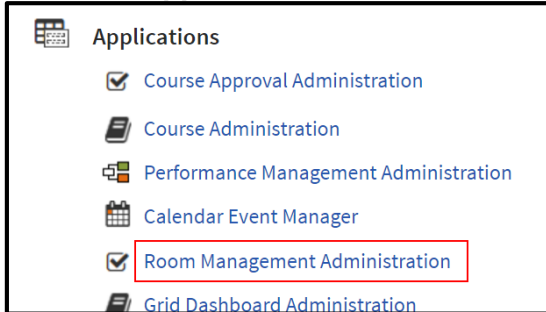 Applications
Course Approval Administration
Course Administration
Performance Management Administration
Calendar Event Manager
Room Management Administration
Grid Dashboard Administration